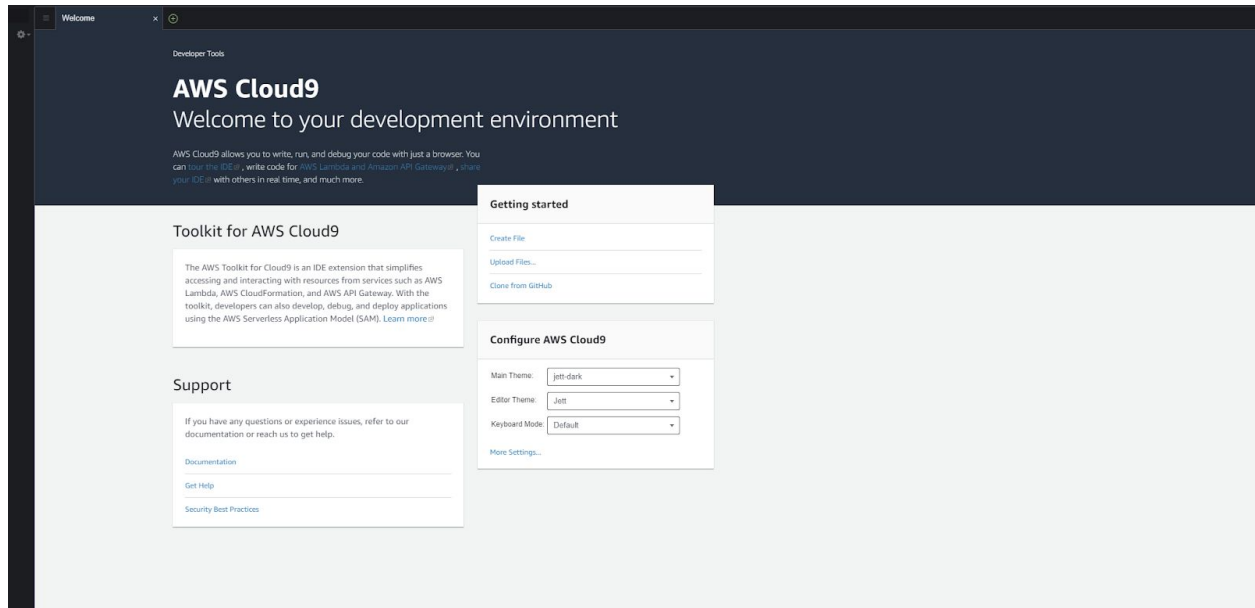 Welcome
Developer Tools
AWS Cloud9
Welcome to your development environment
AWS Cloud9 allows you to write, run, and debug your code with just a browser. You
can tour the IDE, write code for AWS Lambda and Amazon API Gateway, share
your IDE with others in real time, and much more.
Getting started
Create File
Upload Files...
Clone from GitHub
Toolkit for AWS Cloud9
The AWS Toolkit for Cloud9 is an IDE extension that simplifies
accessing and interacting with resources from services such as AWS
Lambda, AWS CloudFormation, and AWS API Gateway. With the
toolkit, developers can also develop, debug, and deploy applications
using the AWS Serverless Application Model (SAM). Learn more
Configure AWS Cloud9
Main Theme: jett-dark
Editor Theme: Jett
Keyboard Mode: Default
More Settings...
Support
If you have any questions or experience issues, refer to our
documentation or reach us to get help.
Documentation
Get Help
Security Best Practices